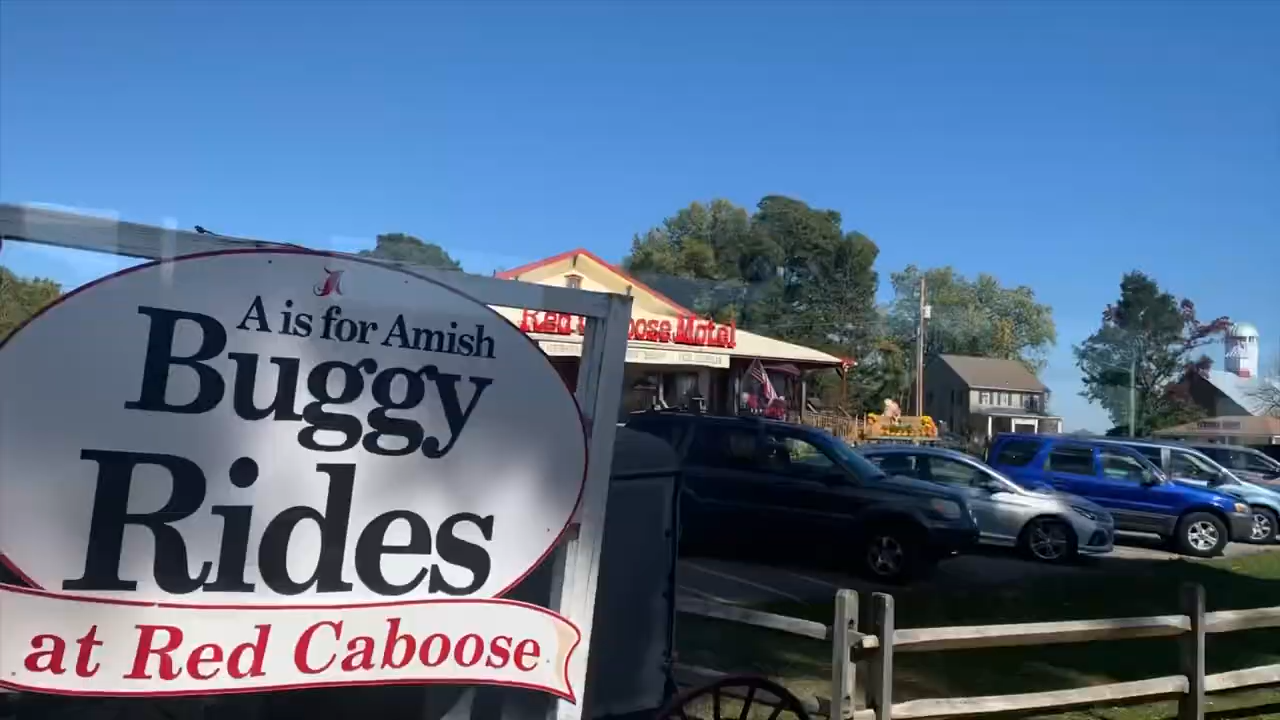 A is for Amish
Buggy
Rides
at Red Caboose
Red Caboose Motel